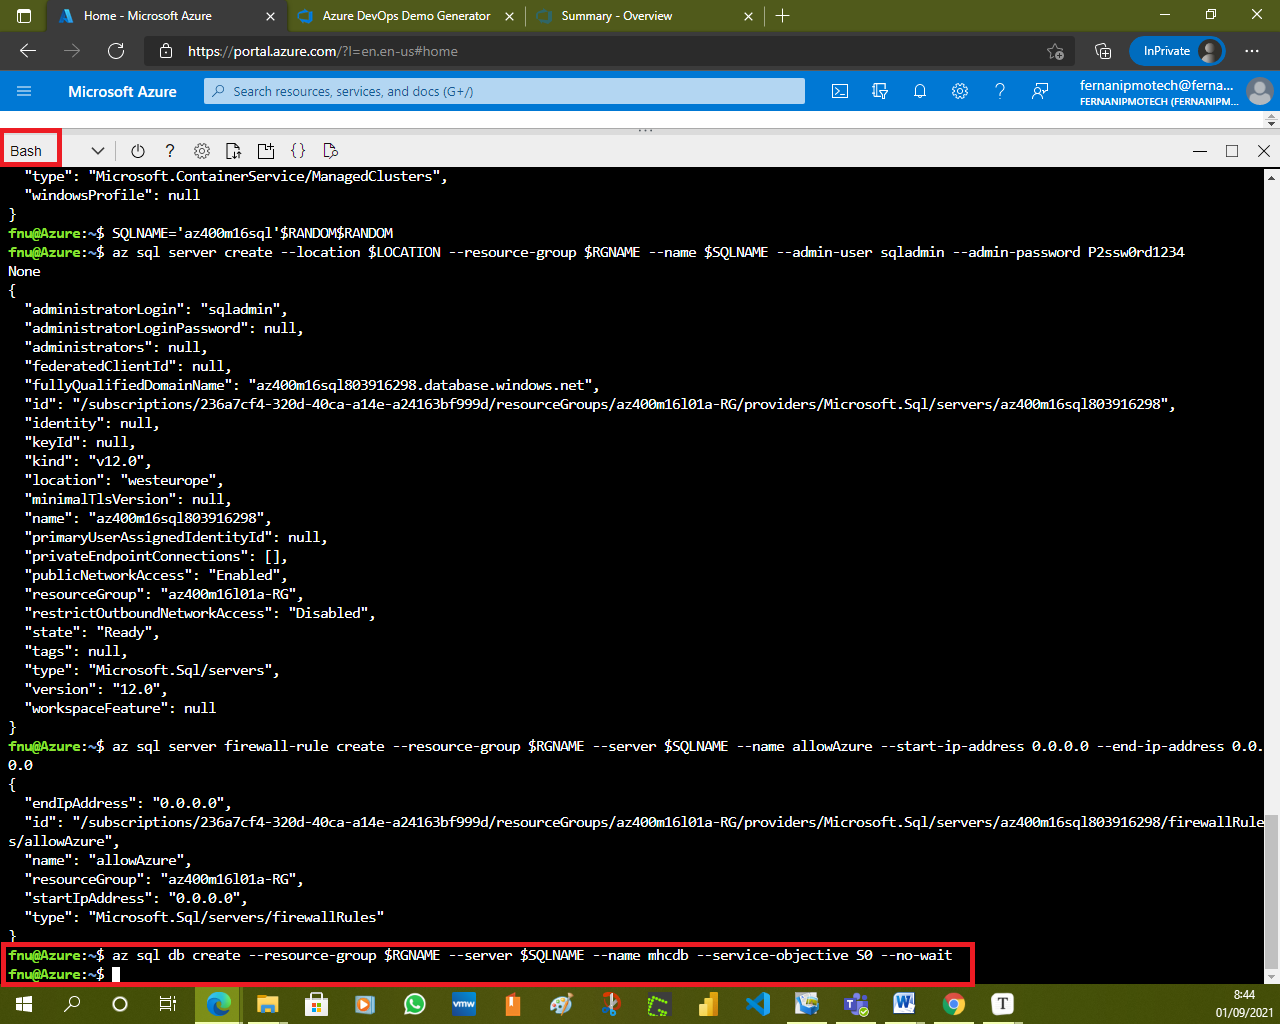 Home - Microsoft Azure
Azure DevOps Demo Generator
Summary - Overview
https://portal.azure.com/?l=en.en-us#home
InPrivate
Microsoft Azure
Search resources, services, and docs (G+/)
fernanipmotech@ferna...
FERNANIPMOTECH (FERNANIPM...
Bash
"type": "Microsoft.ContainerService/ManagedClusters",
"windowsProfile": null
}
fnu@Azure:~$ SQLNAME='az400m16sql'$RANDOM$RANDOM
fnu@Azure:~$ az sql server create --location $LOCATION --resource-group $RGNAME --name $SQLNAME --admin-user sqladmin --admin-password P2ssw0rd1234
None
{
"administratorLogin": "sqladmin",
"administratorLoginPassword": null,
"administrators": null,
"federatedClientId": null,
"fullyQualifiedDomainName": "az400m16sql803916298.database.windows.net",
"id": "/subscriptions/236a7cf4-320d-40ca-a14e-a24163bf999d/resourceGroups/az400m16l01a-RG/providers/Microsoft.Sql/servers/az400m16sql803916298",
"identity": null,
"keyId": null,
"kind": "v12.0",
"location": "westeurope",
"minimalTlsVersion": null,
"name": "az400m16sql803916298",
"primaryUserAssignedIdentityId": null,
"privateEndpointConnections": [],
"publicNetworkAccess": "Enabled",
"resourceGroup": "az400m16l01a-RG",
"restrictOutboundNetworkAccess": "Disabled",
"state": "Ready",
"tags": null,
"type": "Microsoft.Sql/servers",
"version": "12.0",
"workspaceFeature": null
}
fnu@Azure:~$ az sql server firewall-rule create --resource-group $RGNAME --server $SQLNAME --name allowAzure --start-ip-address 0.0.0.0 --end-ip-address 0.0.
0.0
{
"endIpAddress": "0.0.0.0",
"id": "/subscriptions/236a7cf4-320d-40ca-a14e-a24163bf999d/resourceGroups/az400m16l01a-RG/providers/Microsoft.Sql/servers/az400m16sql803916298/firewallRule
s/allowAzure",
"name": "allowAzure",
"resourceGroup": "az400m16l01a-RG",
"startIpAddress": "0.0.0.0",
"type": "Microsoft.Sql/servers/firewallRules"
}
fnu@Azure:~$ az sql db create --resource-group $RGNAME --server $SQLNAME --name mhcdb --service-objective S0 --no-wait
fnu@Azure:~$
vmw
8:44
01/09/2021